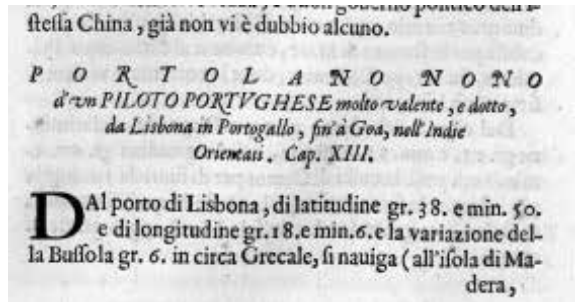 stessa China, già non vi è dubbio alcuno.
PORTOLANO NONO
d'vn PILOTO PORTVGHESE molto valente, e dotto,
da Lisbona in Portogallo, fin'à Goa, nell'Indie
Orientali. Cap. XIII.
DAl porto di Lisbona, di latitudine gr. 38. e min. 50.
e di longitudine gr. 18. e min. 6. e la variazione del-
la Bussola gr. 6. in circa Grecale, si nauiga (all'isola di Ma-
dera,